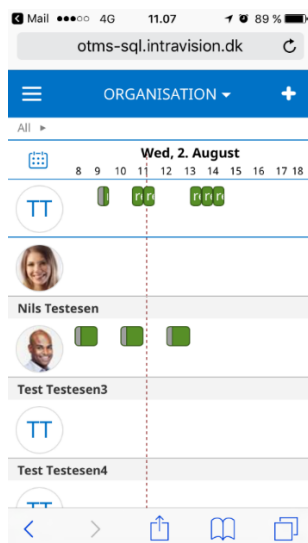 Mail 4G 11.07 89 %
otms-sql.intravision.dk
ORGANISATION
All
Wed, 2. August
8 9 10 11 12 13 14 15 16 17 18
TT
Nils Testesen
Test Testesen3
TT
Test Testesen4
TT